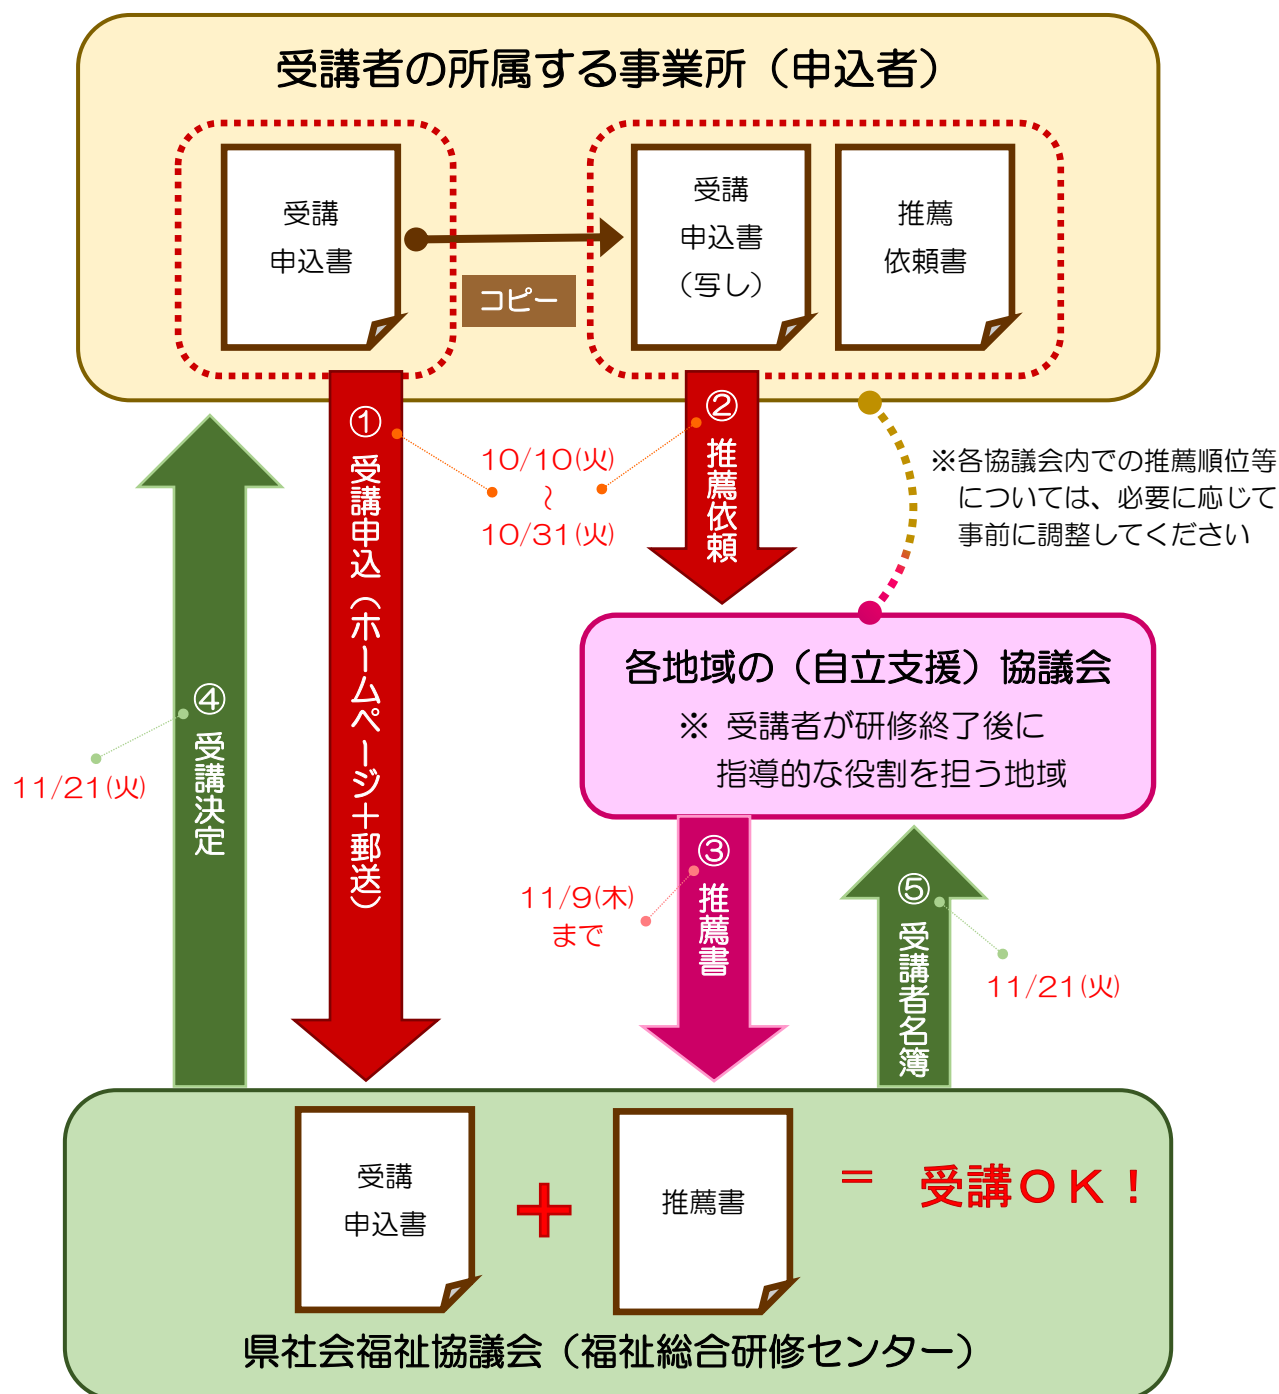 受講者の所属する事業所（申込者）
受講
申込書
コピー
受講
申込書
（写し）
推薦
依頼書
①受講申込（ホームページ＋郵送）
10/10(火)
～
10/31(火)
②推薦依頼
※各協議会内での推薦順位等
については、必要に応じて
事前に調整してください
各地域の（自立支援）協議会
※ 受講者が研修終了後に
指導的な役割を担う地域
④受講決定
11/21(火)
③推薦書
11/9(木)
まで
⑤受講者名簿
11/21(火)
受講
申込書
＋
推薦書
＝ 受講ＯＫ！
県社会福祉協議会（福祉総合研修センター）